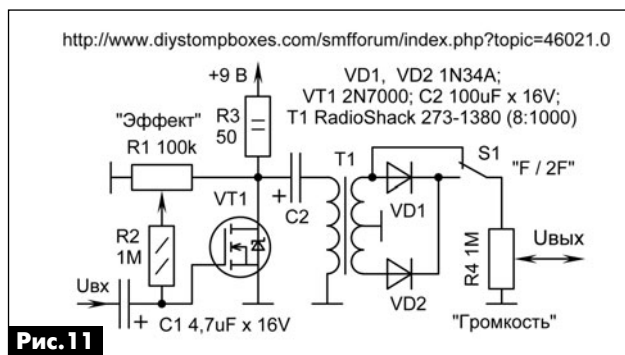 http://www.diystompboxes.com/smfforum/index.php?topic=46021.0
+9 В
VD1, VD2 1N34A;
VT1 2N7000; C2 100uF x 16V;
T1 RadioShack 273-1380 (8:1000)
"Эффект"
R1 100k
R3
50
VT1
C2
T1
VD1
VD2
S1
"F / 2F"
R2
1M
R4 1M
Uвх
Uвых
C1 4,7uF x 16V
"Громкость"
+
+
Рис.11